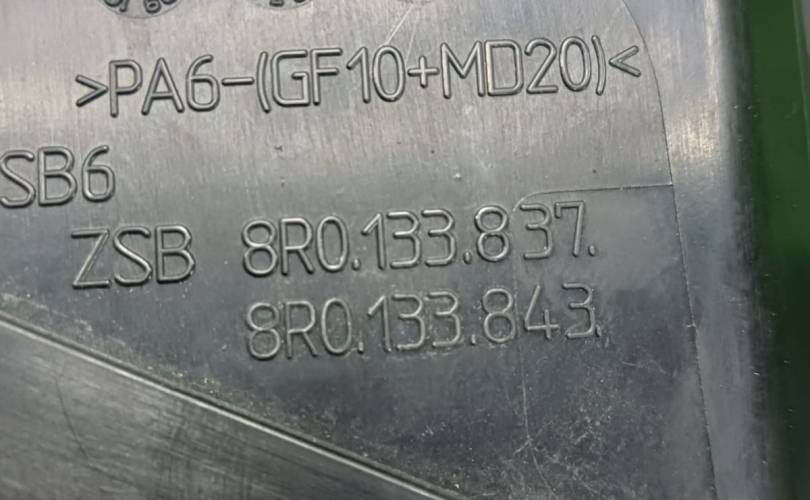 >PA6-(GF10+MD20)<
SB6
ZSB 8R0.133.837.
8R0.133.843.